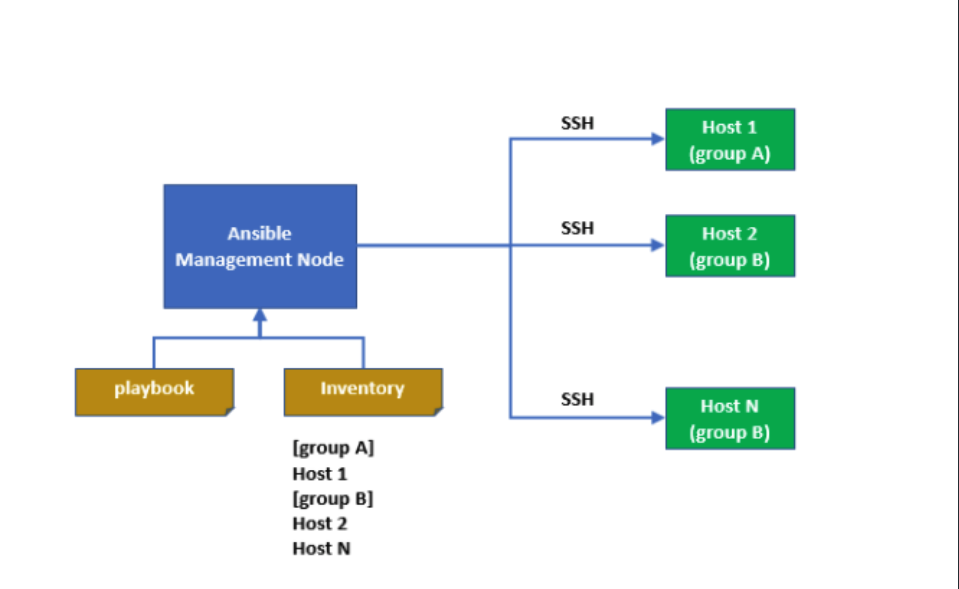 SSH
Host 1
(group A)
Ansible
Management Node
SSH
Host 2
(group B)
playbook
Inventory
SSH
Host N
(group B)
[group A]
Host 1
[group B]
Host 2
Host N